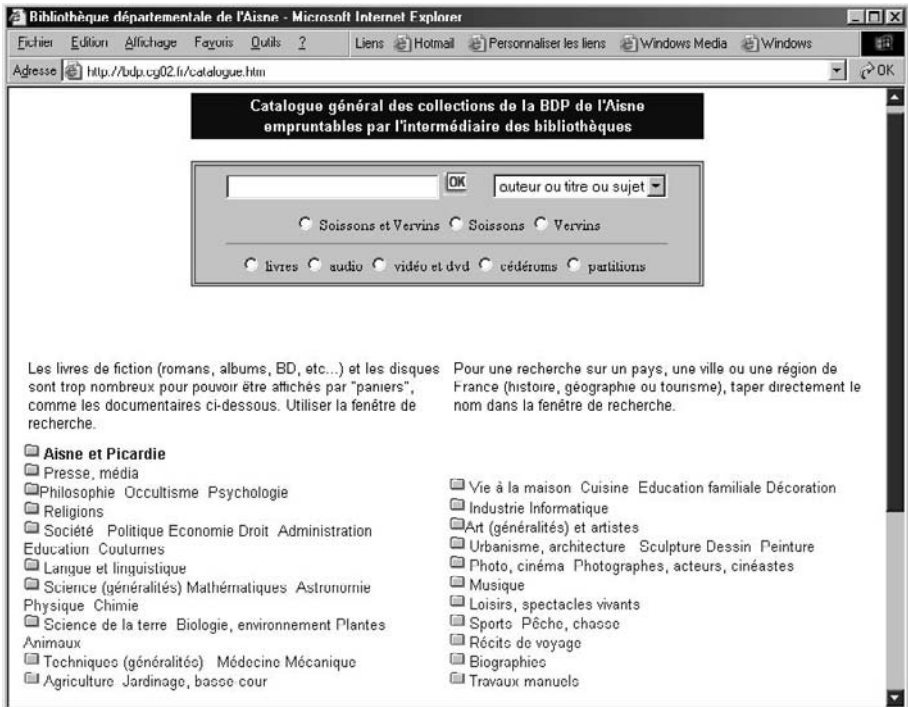 Bibliothèque départementale de l'Aisne - Microsoft Internet Explorer
Fichier Edition Affichage Favoris Outils ? Liens Hotmail Personnaliser les liens Windows Media Windows
Adresse http://bdp.cg02.fr/catalogue.htm OK
Catalogue général des collections de la BDP de l'Aisne
empruntables par l'intermédiaire des bibliothèques
OK auteur ou titre ou sujet
Soissons et Vervins Soissons Vervins
livres audio vidéo et dvd cédéroms partitions
Les livres de fiction (romans, albums, BD, etc...) et les disques
sont trop nombreux pour pouvoir être affichés par "paniers",
comme les documentaires ci-dessous. Utiliser la fenêtre de
recherche.
Pour une recherche sur un pays, une ville ou une région de
France (histoire, géographie ou tourisme), taper directement le
nom dans la fenêtre de recherche.
Aisne et Picardie
Presse, média
Philosophie Occultisme Psychologie
Religions
Société Politique Economie Droit Administration
Education Coutumes
Langue et linguistique
Science (généralités) Mathématiques Astronomie
Physique Chimie
Science de la terre Biologie, environnement Plantes
Animaux
Techniques (généralités) Médecine Mécanique
Agriculture Jardinage, basse-cour
Vie à la maison Cuisine Education familiale Décoration
Industrie Informatique
Art (généralités) et artistes
Urbanisme, architecture Sculpture Dessin Peinture
Photo, cinéma Photographes, acteurs, cinéastes
Musique
Loisirs, spectacles vivants
Sports Pêche, chasse
Récits de voyage
Biographies
Travaux manuels